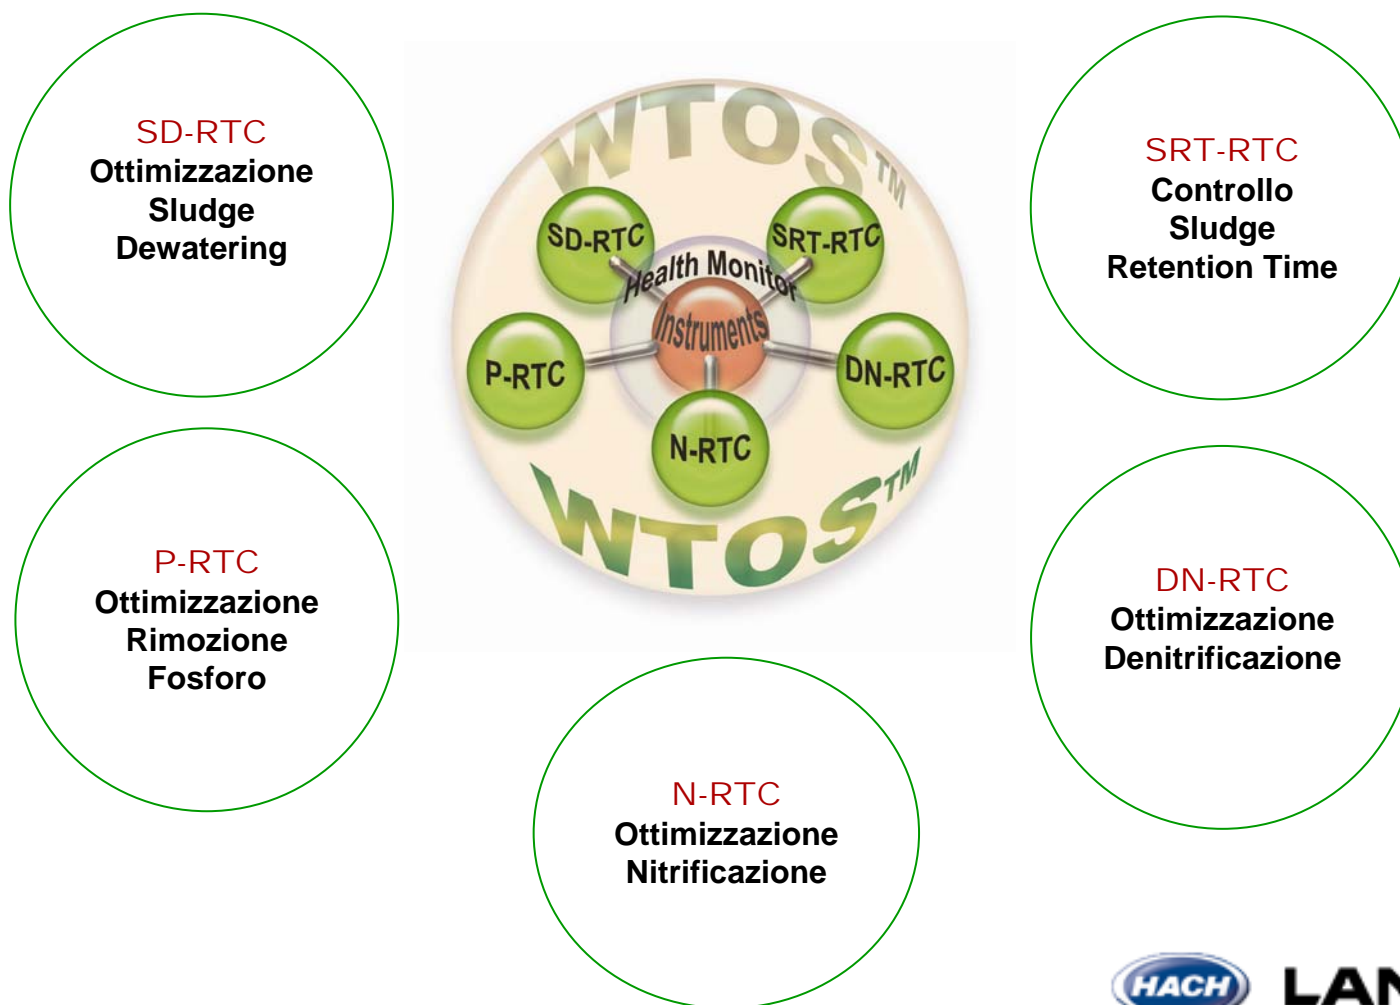 SD-RTC
Ottimizzazione
Sludge
Dewatering
WTOS™
SD-RTC
SRT-RTC
Health Monitor
Instruments
P-RTC
DN-RTC
N-RTC
WTOS™
SRT-RTC
Controllo
Sludge
Retention Time
P-RTC
Ottimizzazione
Rimozione
Fosforo
DN-RTC
Ottimizzazione
Denitrificazione
N-RTC
Ottimizzazione
Nitrificazione
HACH